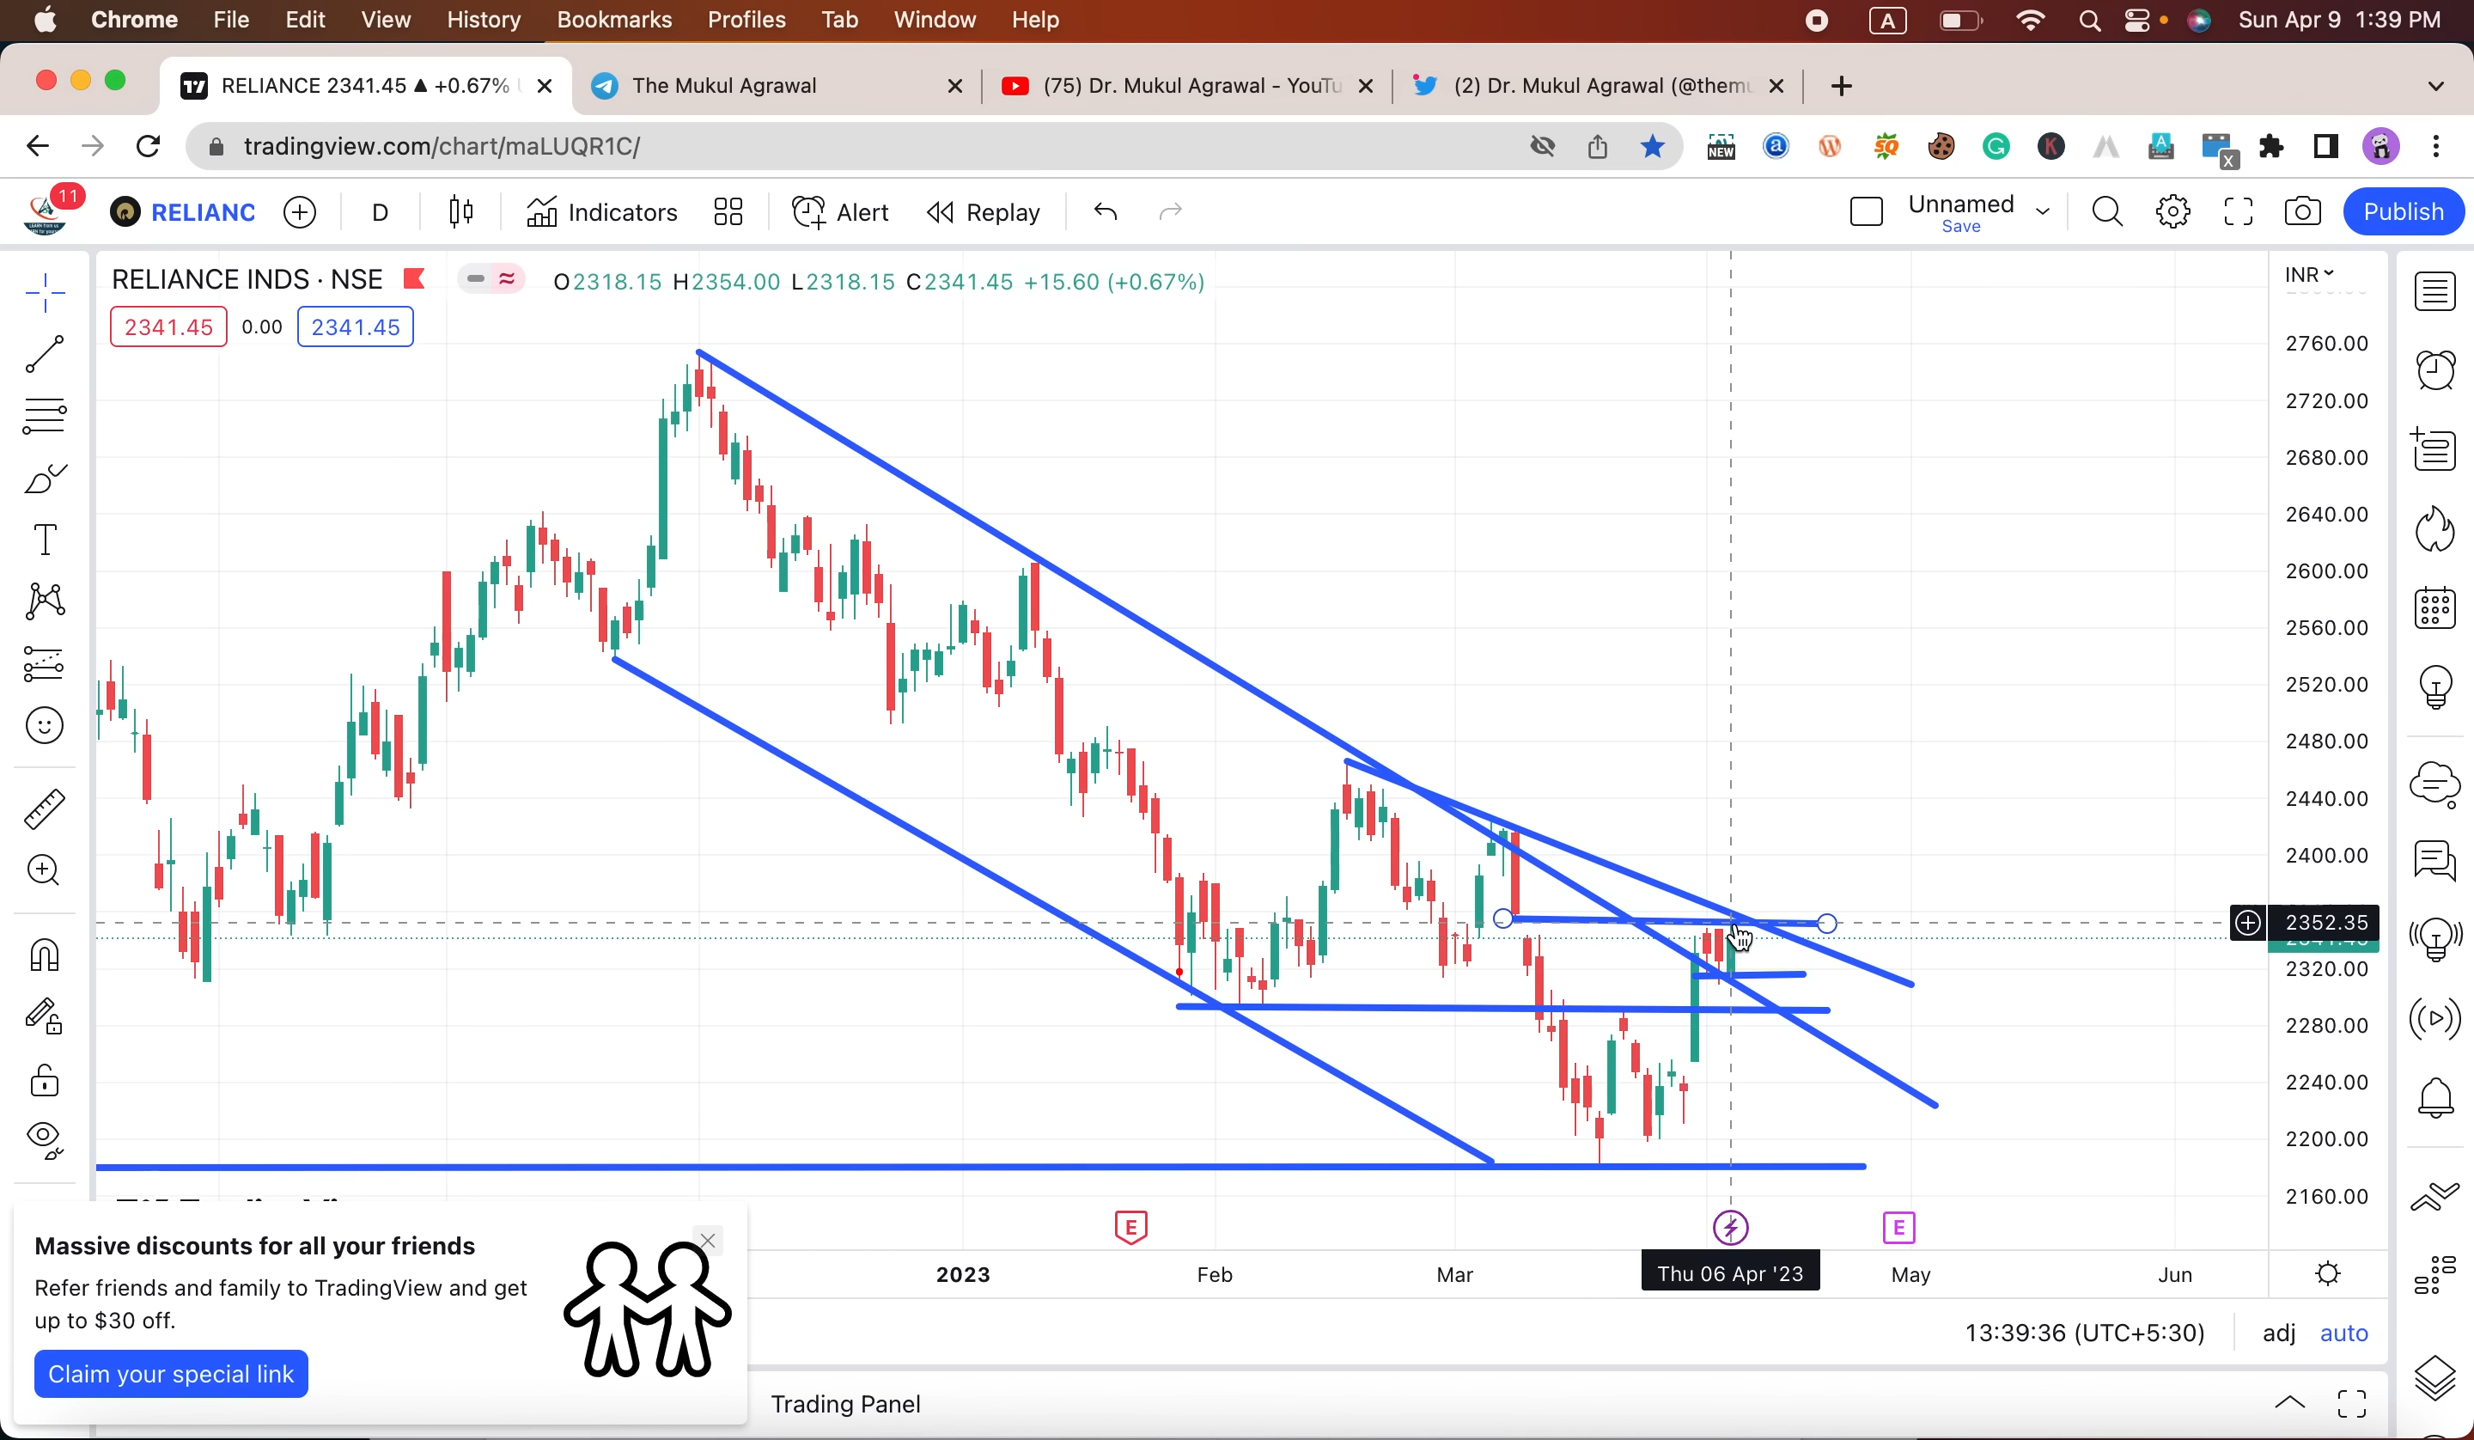 Chrome File Edit View History Bookmarks Profiles Tab Window Help A Sun Apr 9 1:39 PM
RELIANCE 2341.45 ▲ +0.67% The Mukul Agrawal (75) Dr. Mukul Agrawal - YouTu (2) Dr. Mukul Agrawal (@themu
tradingview.com/chart/maLUQR1C/
11 RELIANC D Indicators Alert Replay Unnamed Save Publish
RELIANCE INDS · NSE O2318.15 H2354.00 L2318.15 C2341.45 +15.60 (+0.67%)
2341.45 0.00 2341.45
INR
2760.00
2720.00
2680.00
2640.00
2600.00
2560.00
2520.00
2480.00
2440.00
2400.00
2352.35
2320.00
2280.00
2240.00
2200.00
2160.00
E E
2023 Feb Mar Thu 06 Apr '23 May Jun
Massive discounts for all your friends
Refer friends and family to TradingView and get
up to $30 off.
Claim your special link
13:39:36 (UTC+5:30) adj auto
Trading Panel